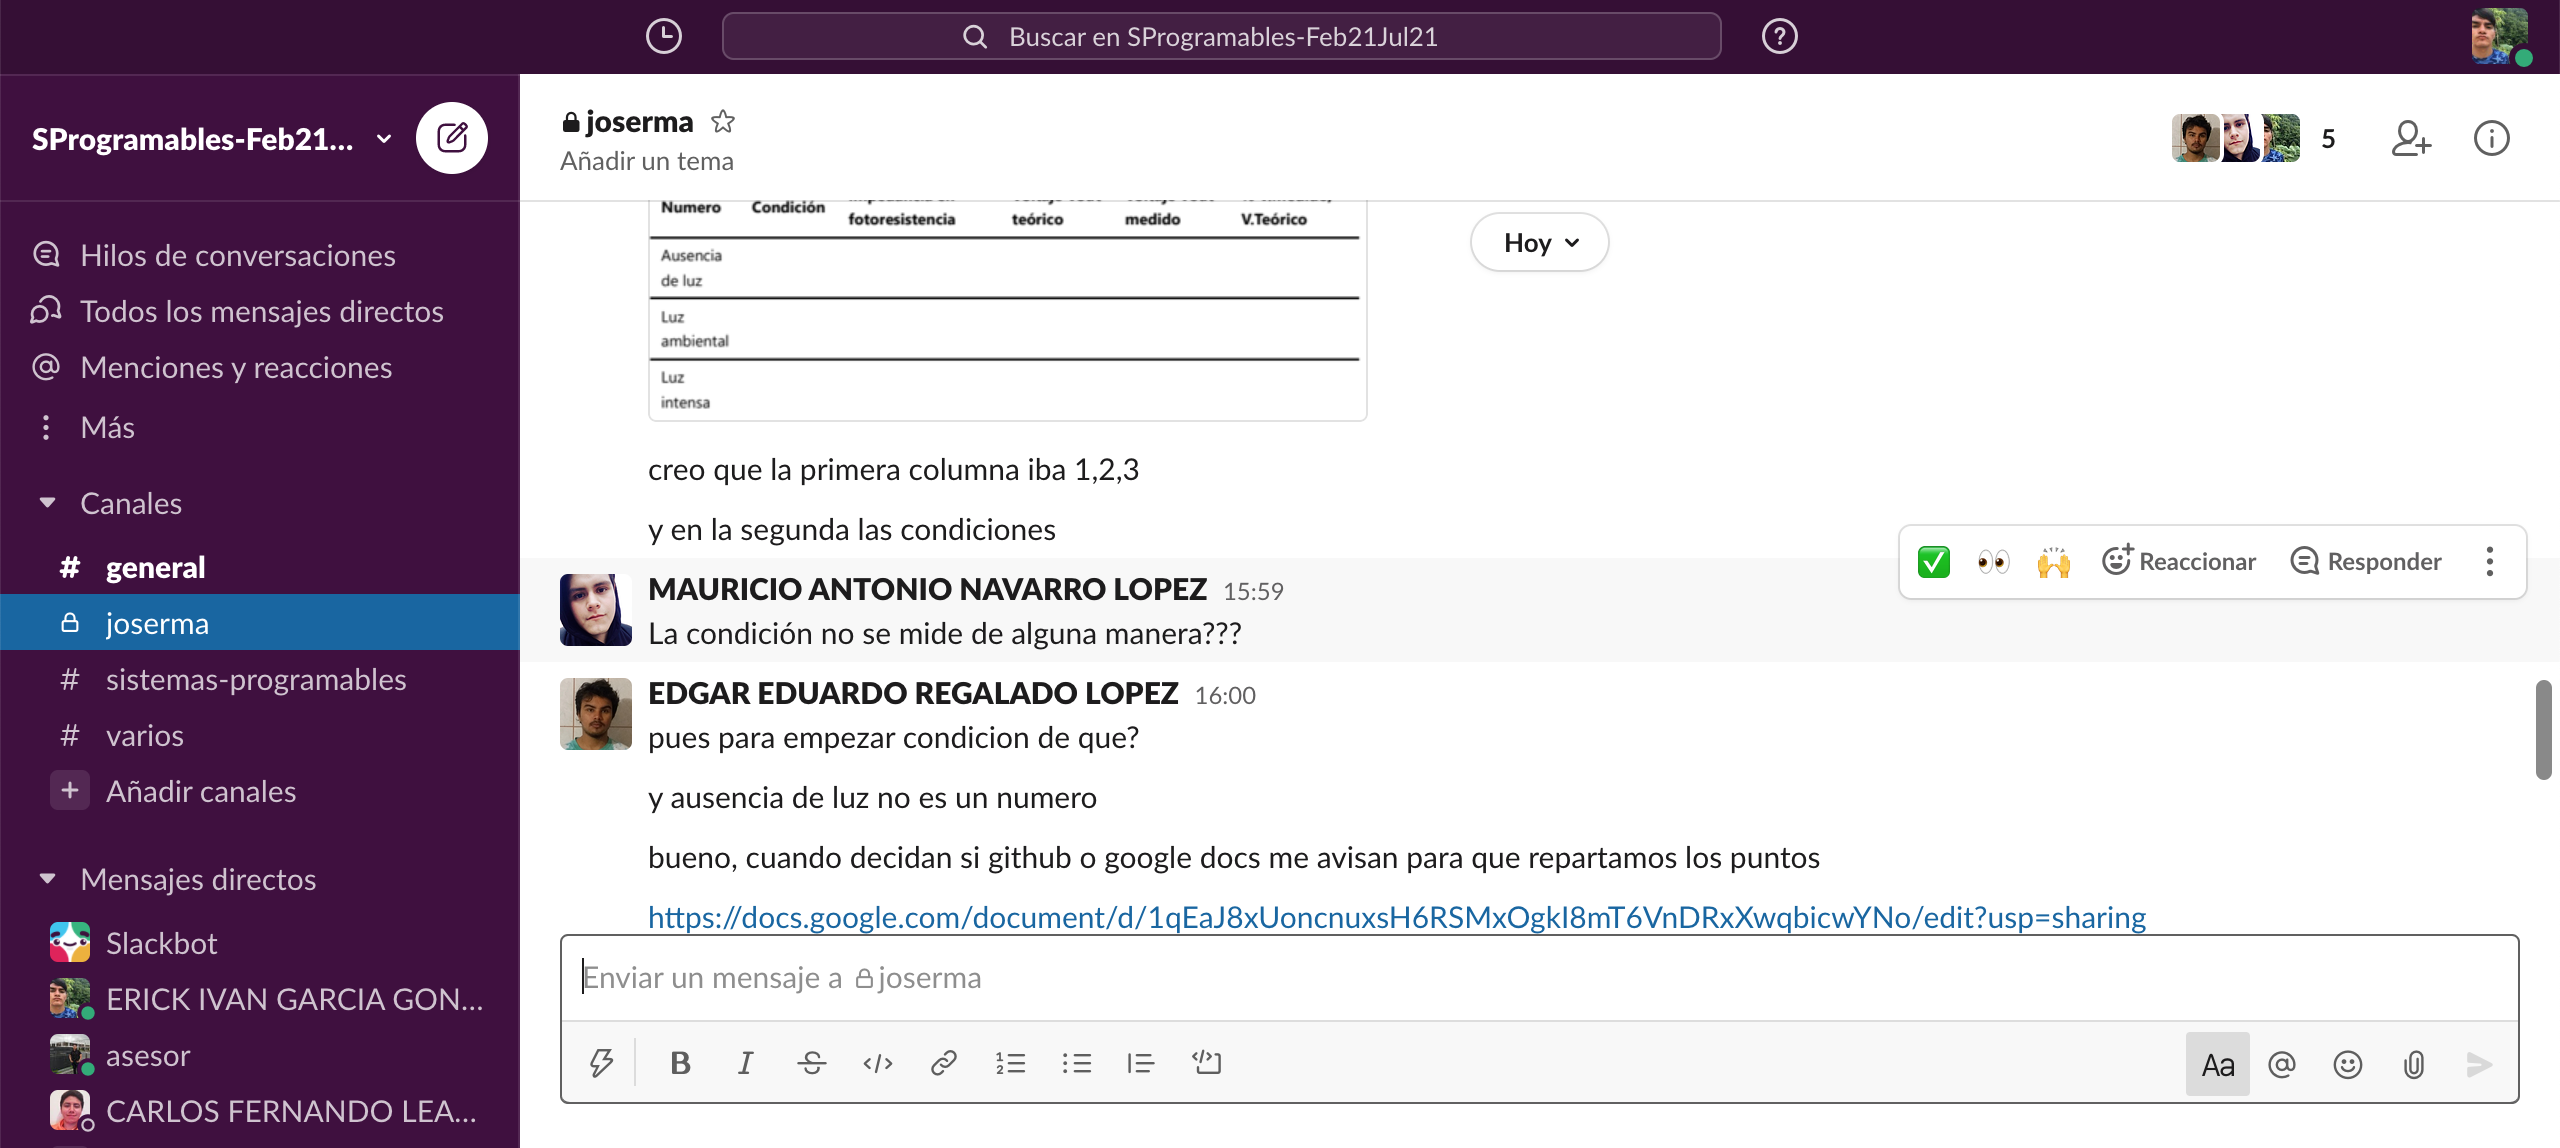 Buscar en SProgramables-Feb21Jul21
SProgramables-Feb21...
Hilos de conversaciones
Todos los mensajes directos
Menciones y reacciones
Más
Canales
# general
joserma
# sistemas-programables
# varios
+ Añadir canales
Mensajes directos
Slackbot
ERICK IVAN GARCIA GON...
asesor
CARLOS FERNANDO LEA...
joserma
Añadir un tema
5
Hoy
Numero Condición fotoresistencia teórico medido V.Teórico
Ausencia
de luz
Luz
ambiental
Luz
intensa
creo que la primera columna iba 1,2,3
y en la segunda las condiciones
Reaccionar Responder
MAURICIO ANTONIO NAVARRO LOPEZ 15:59
La condición no se mide de alguna manera???
EDGAR EDUARDO REGALADO LOPEZ 16:00
pues para empezar condicion de que?
y ausencia de luz no es un numero
bueno, cuando decidan si github o google docs me avisan para que repartamos los puntos
https://docs.google.com/document/d/1qEaJ8xUoncnuxsH6RSMxOgkI8mT6VnDRxXwqbicwYNo/edit?usp=sharing
Enviar un mensaje a joserma
B I S Aa @